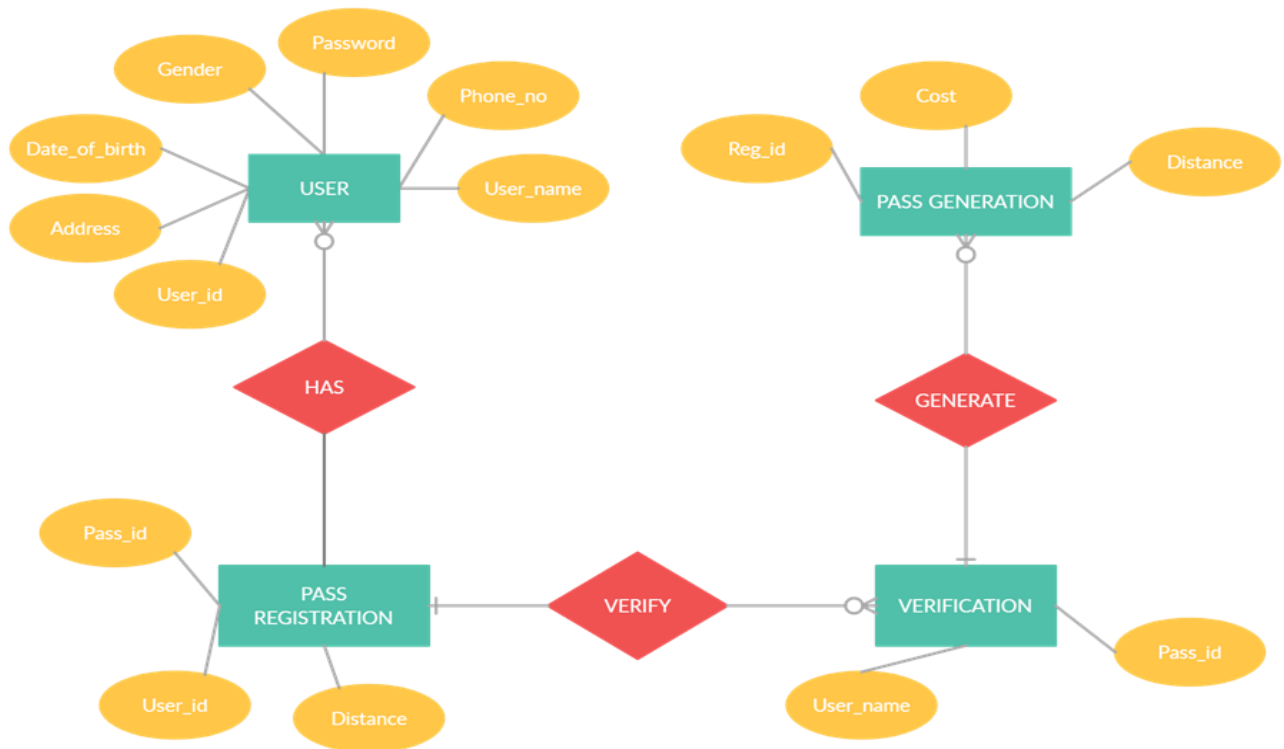 Password
Gender
Phone_no
Cost
Date_of_birth
Reg_id
Distance
USER
User_name
PASS GENERATION
Address
User_id
HAS
GENERATE
Pass_id
PASS
REGISTRATION
VERIFY
VERIFICATION
Pass_id
User_id
Distance
User_name